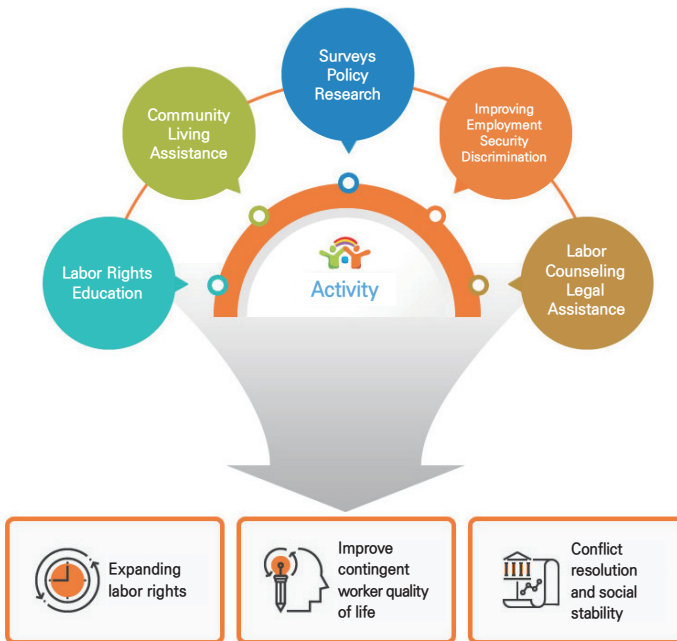 Surveys
Policy
Research
Community
Living
Assistance
Improving
Employment
Security
Discrimination
Labor Rights
Education
Labor
Counseling
Legal
Assistance
Activity
Expanding
labor rights
Improve
contingent
worker quality
of life
Conflict
resolution
and social
stability